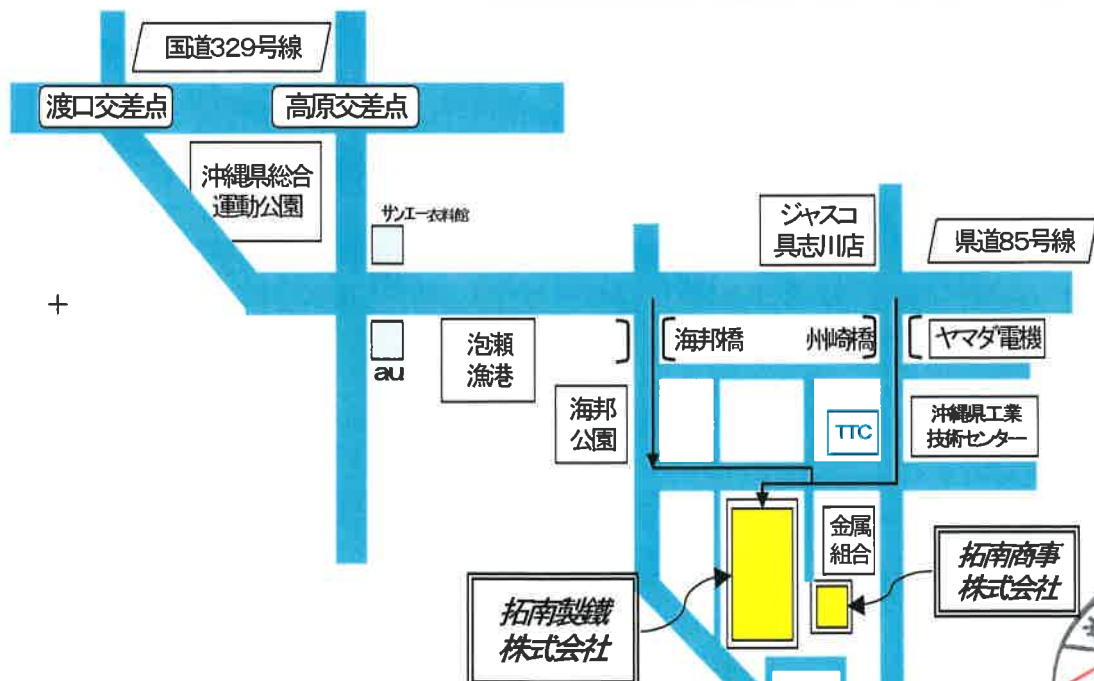 国道329号線
渡口交差点
高原交差点
沖縄県総合
運動公園
サンエー衣料館
ジャスコ
具志川店
県道85号線
au
泡瀬
漁港
海邦橋
州崎橋
ヤマダ電機
海邦
公園
TTC
沖縄県工業
技術センター
金属
組合
拓南製鐵
株式会社
拓南商事
株式会社